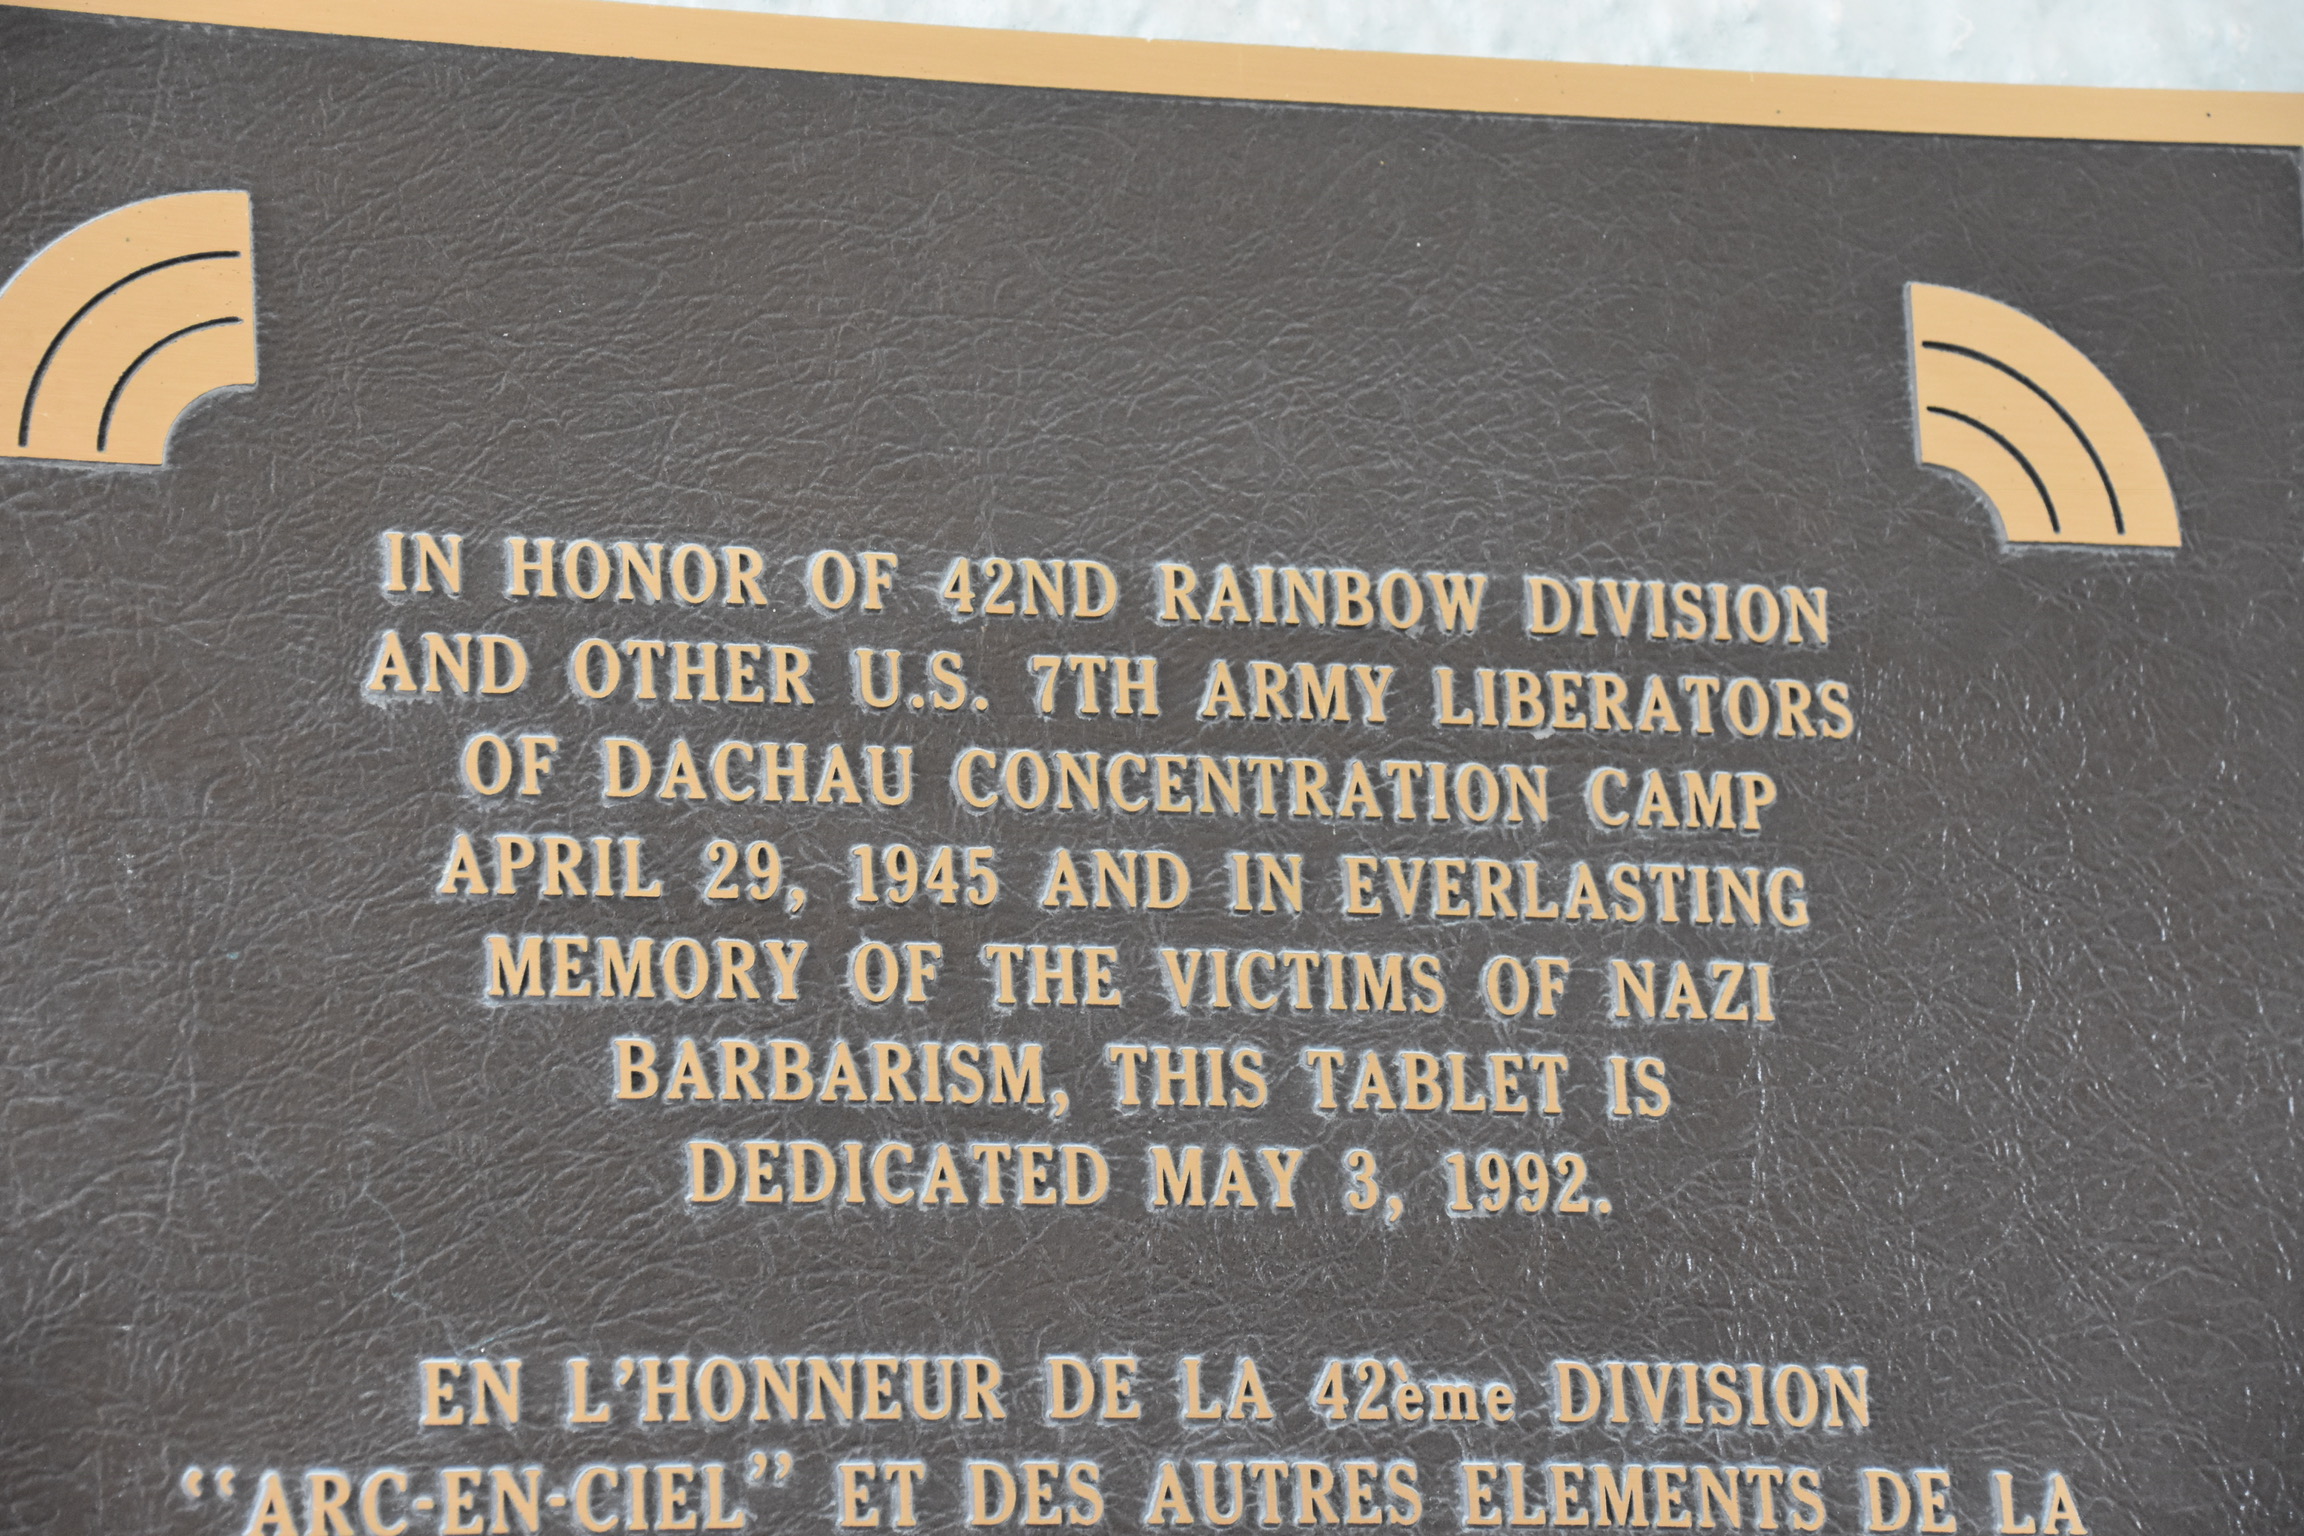 IN HONOR OF 42ND RAINBOW DIVISION
AND OTHER U.S. 7TH ARMY LIBERATORS
OF DACHAU CONCENTRATION CAMP
APRIL 29, 1945 AND IN EVERLASTING
MEMORY OF THE VICTIMS OF NAZI
BARBARISM, THIS TABLET IS
DEDICATED MAY 3, 1992.
EN L'HONNEUR DE LA 42ème DIVISION
“ARC-EN-CIEL” ET DES AUTRES ELEMENTS DE LA